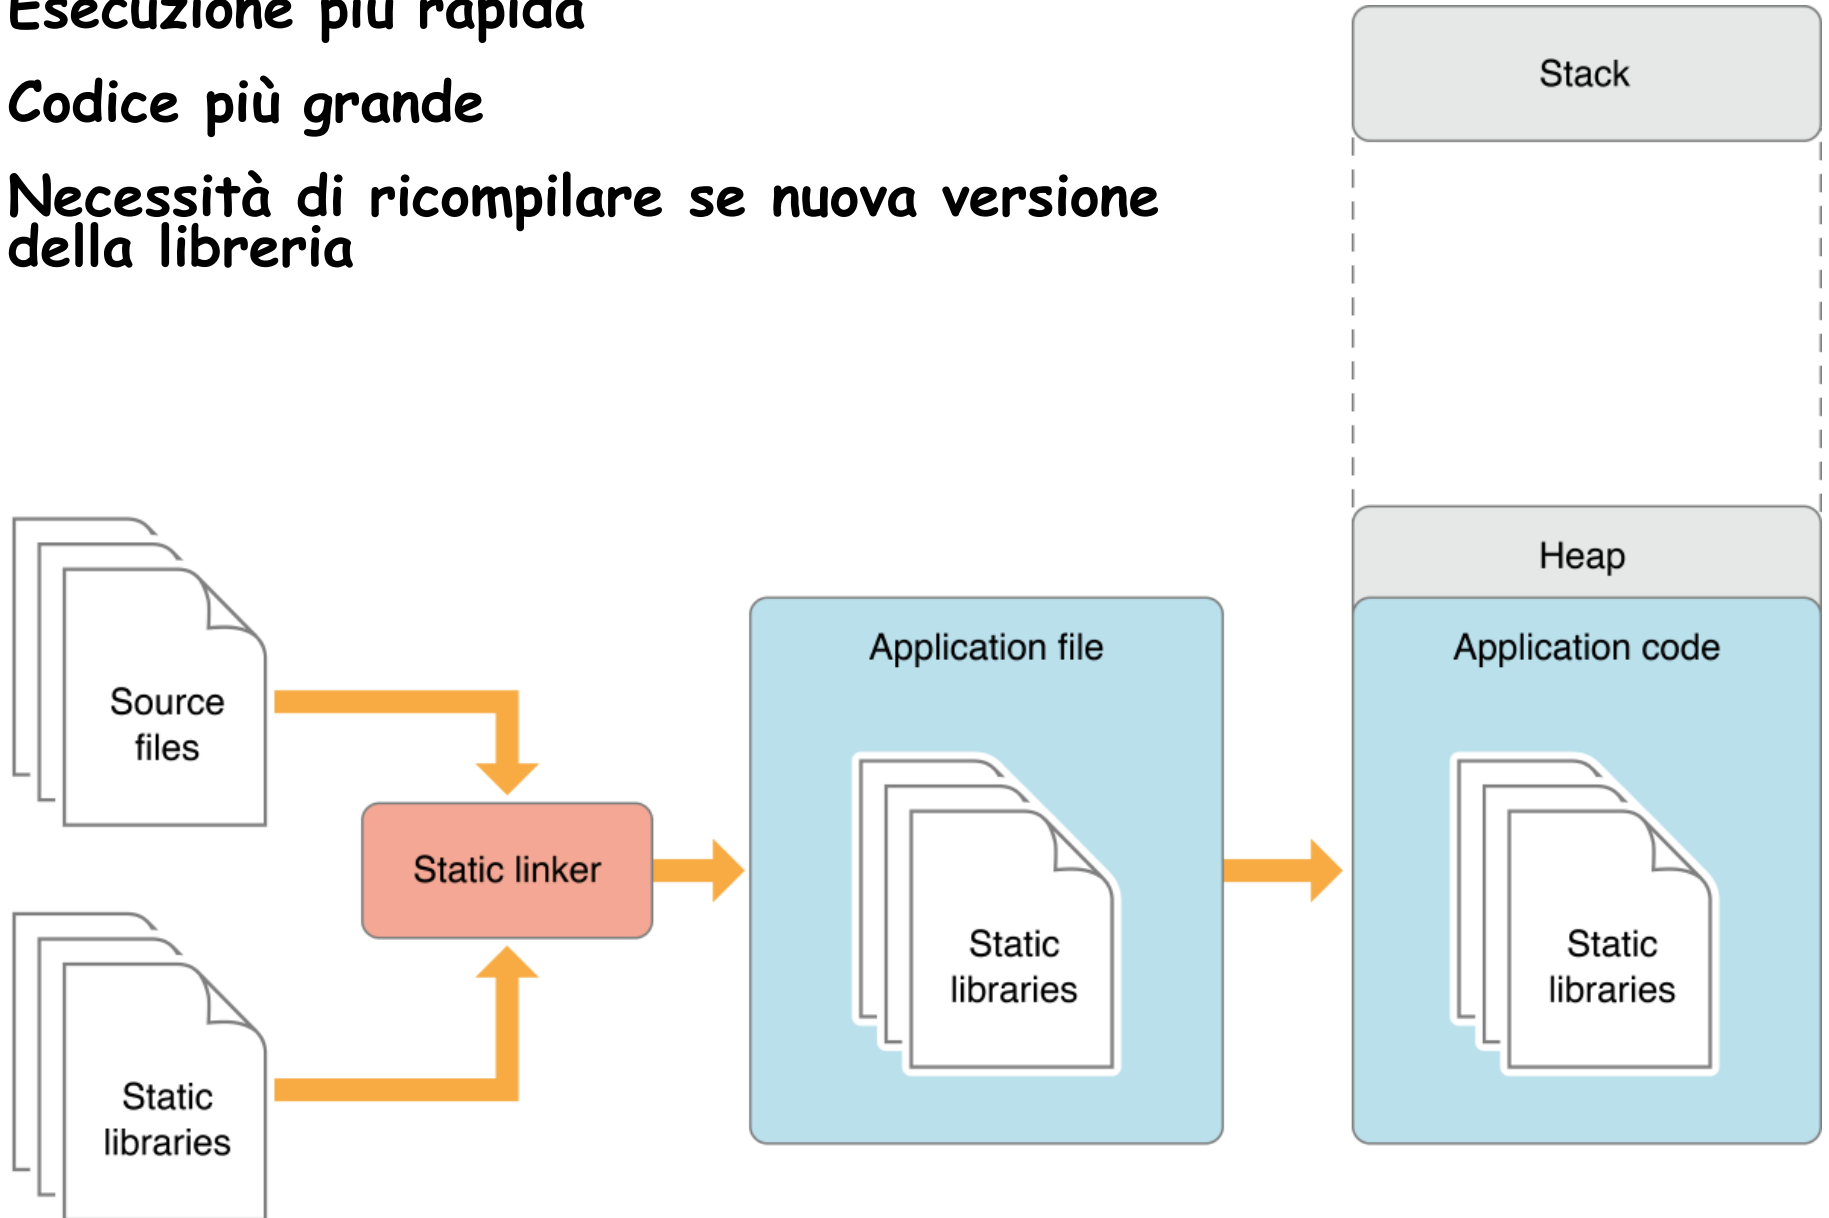 Esecuzione più rapida
Codice più grande
Necessità di ricompilare se nuova versione
della libreria
Stack
Heap
Application code
Static
libraries
Application file
Static
libraries
Source
files
Static linker
Static
libraries